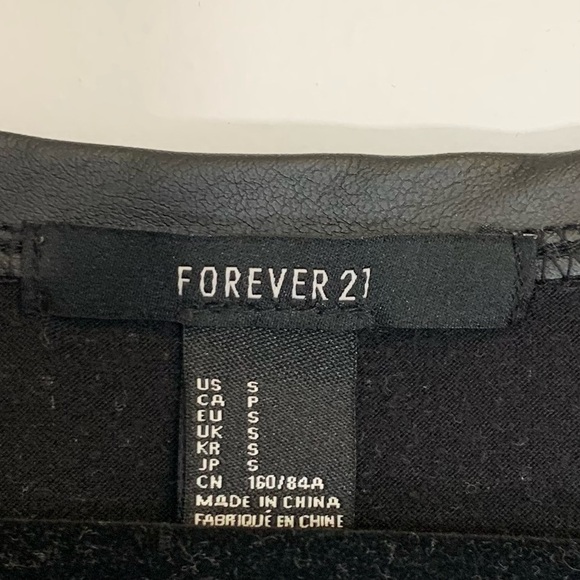 FOREVER 21
US S
CA P
EU S
UK S
KR S
JP S
CN 160/84A
MADE IN CHINA
FABRIQUÉ EN CHINE